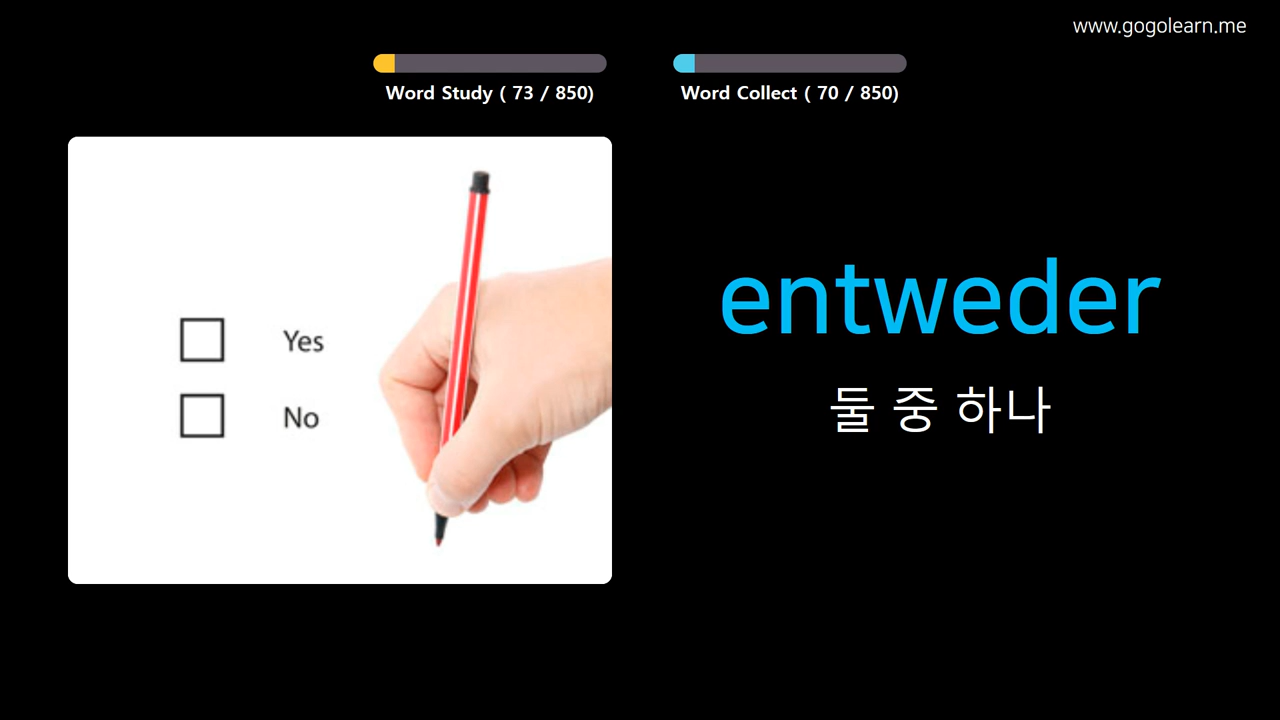 www.gogolearn.me
Word Study ( 73 / 850)
Word Collect ( 70 / 850)
Yes
No
entweder
둘 중 하나